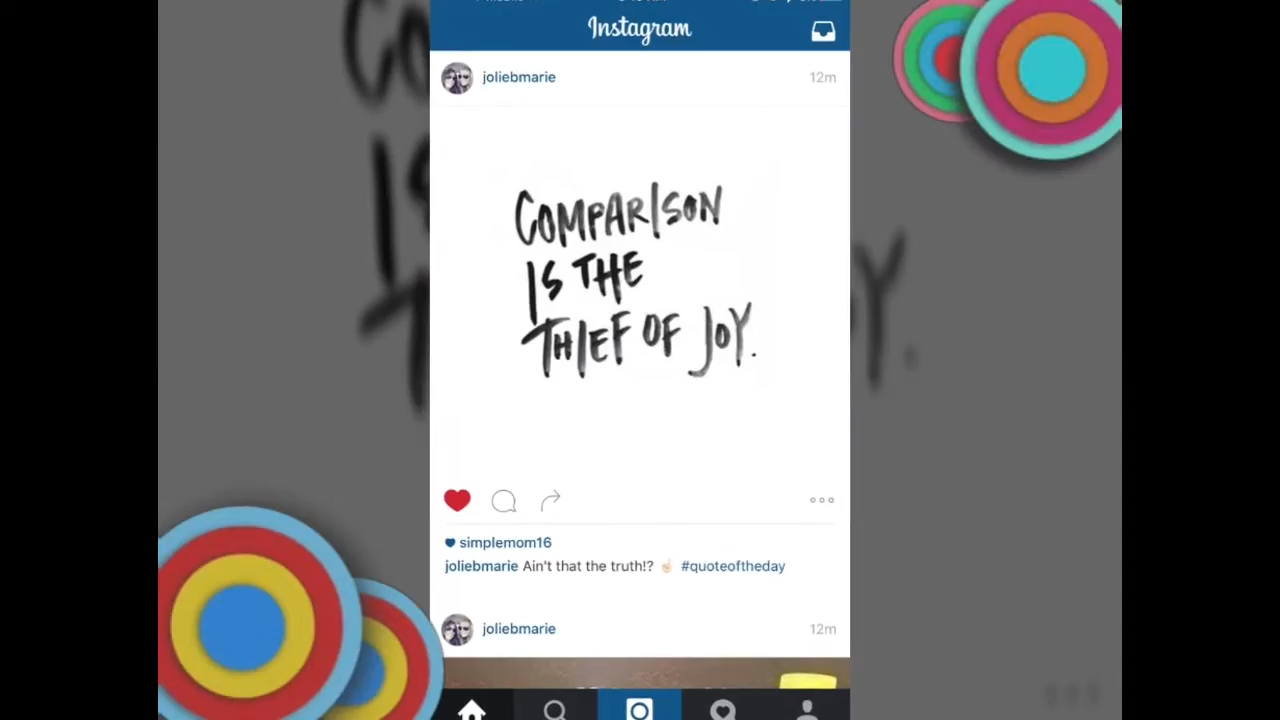 Instagram
joliebmarie 12m
COMPARISON
IS THE
THIEF OF JOY.
simplemom16
joliebmarie Ain't that the truth!? ☝🏻 #quoteoftheday
joliebmarie 12m